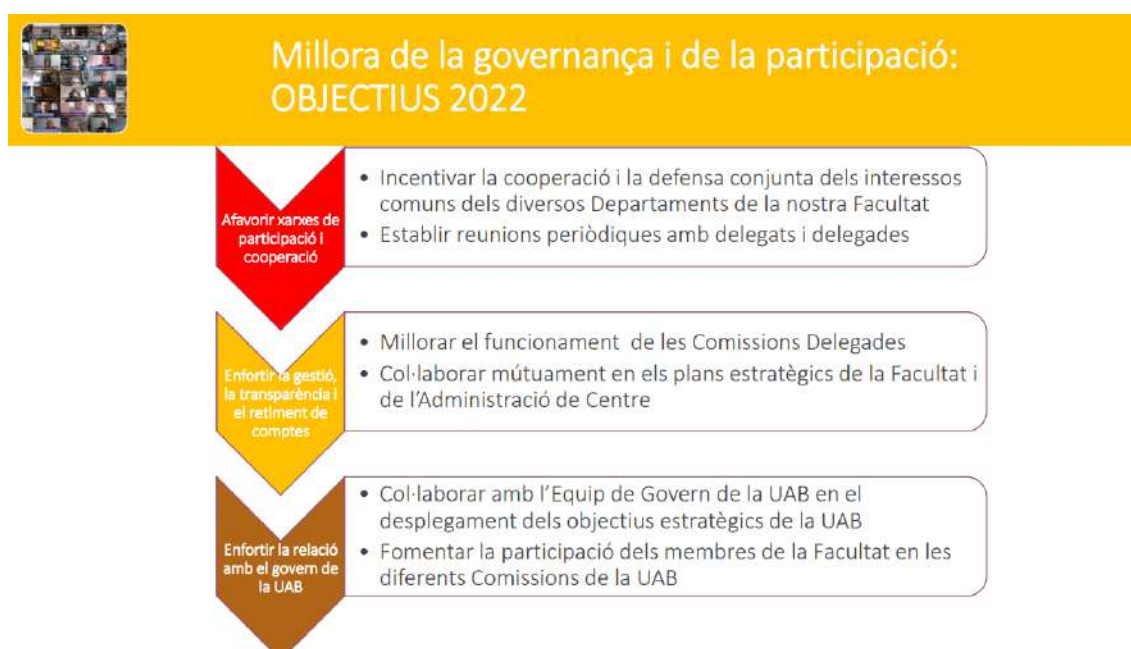 Millora de la governança i de la participació:
OBJECTIUS 2022
Afavorir xarxes de
participació i
cooperació
• Incentivar la cooperació i la defensa conjunta dels interessos
comuns dels diversos Departaments de la nostra Facultat
• Establir reunions periòdiques amb delegats i delegades
Enfortir la gestió,
la transparència i
el retiment de
comptes
• Millorar el funcionament de les Comissions Delegades
• Col·laborar mútuament en els plans estratègics de la Facultat i
de l'Administració de Centre
Enfortir la relació
amb el govern de
la UAB
• Col·laborar amb l'Equip de Govern de la UAB en el
desplegament dels objectius estratègics de la UAB
• Fomentar la participació dels membres de la Facultat en les
diferents Comissions de la UAB